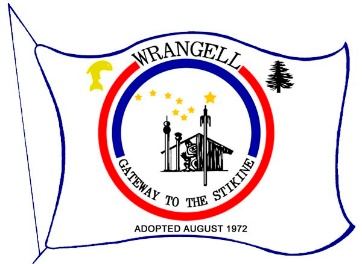 WRANGELL
GATEWAY TO THE STIKINE
ADOPTED AUGUST 1972